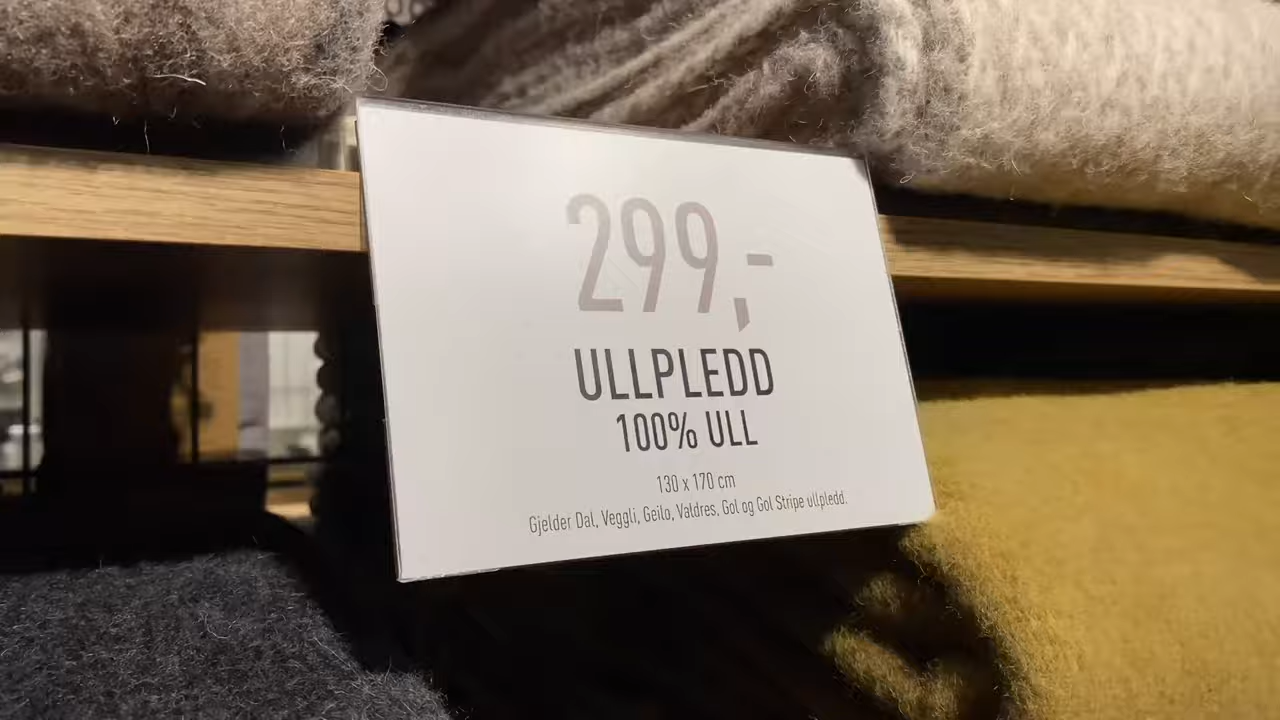 299,-
ULLPLEDD
100% ULL
130 x 170 cm
Gjelder Dal, Veggli, Geilo, Valdres, Gol og Gol Stripe ullpledd.